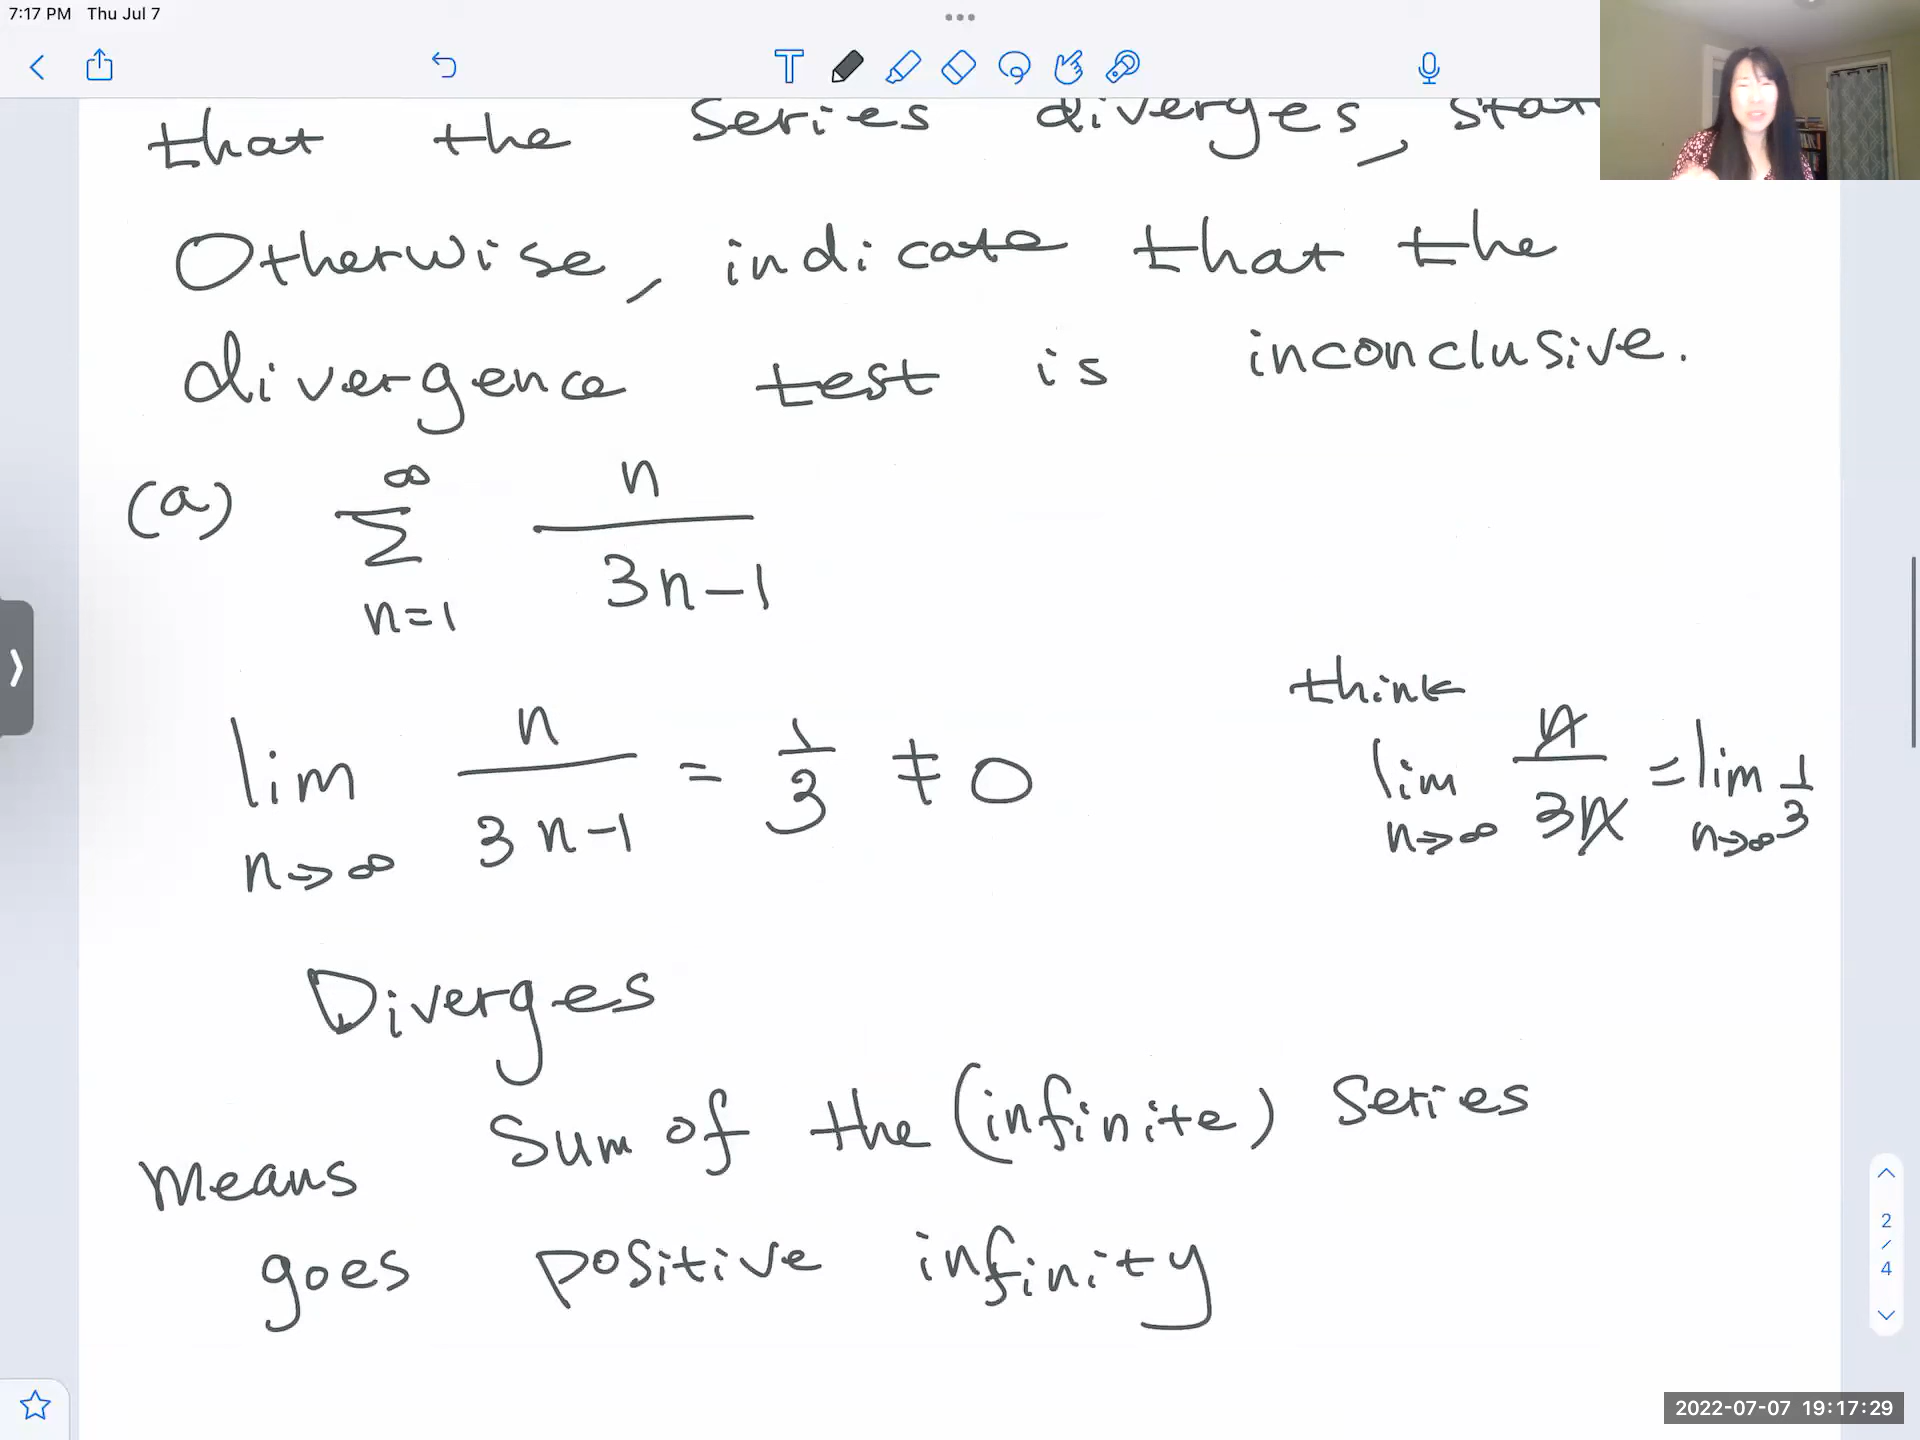 7:17 PM Thu Jul 7
that the series diverges, stat
Otherwise, indicate that the
divergence test is inconclusive.
(a) ∞ Σ n=1 n/(3n-1)
think
lim n→∞ n/(3n-1) = 1/3 ≠ 0
lim n→∞ n/3n = lim n→∞ 1/3
Diverges
means sum of the (infinite) series
goes positive infinity
2
/
4
2022-07-07 19:17:29